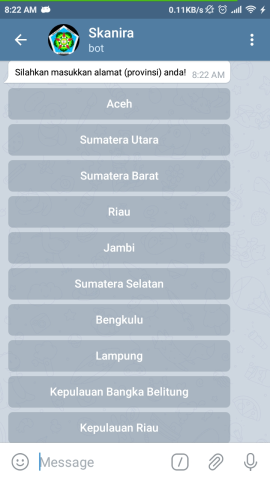 8:22 AM 0.11KB/s
Skanira
bot
Silahkan masukkan alamat (provinsi) anda! 8:22 AM
Aceh
Sumatera Utara
Sumatera Barat
Riau
Jambi
Sumatera Selatan
Bengkulu
Lampung
Kepulauan Bangka Belitung
Kepulauan Riau
Message